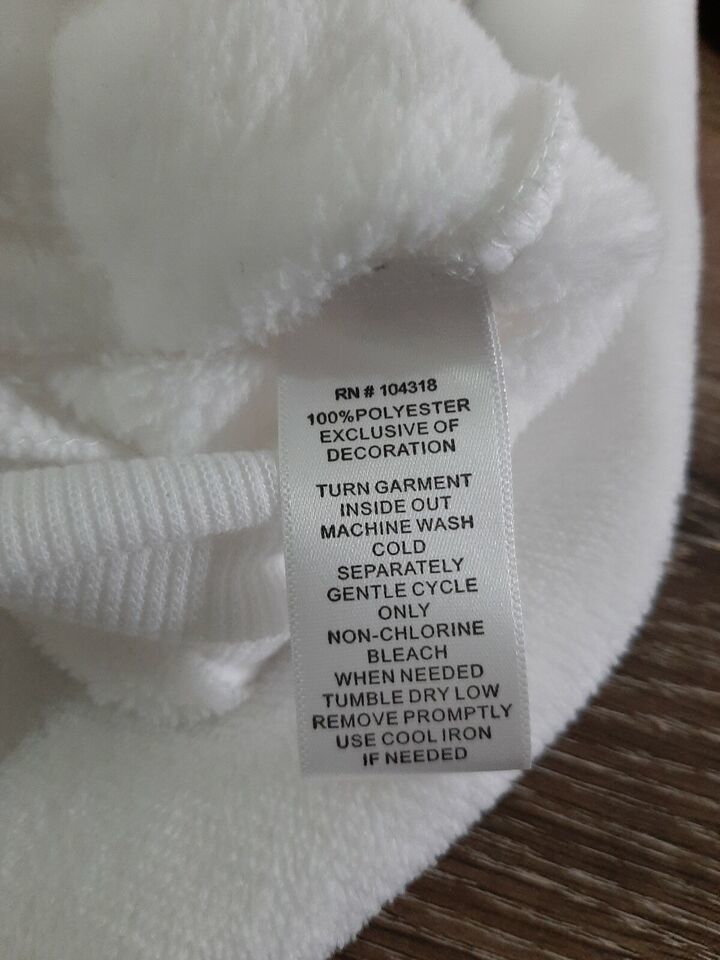 RN # 104318
100%POLYESTER
EXCLUSIVE OF
DECORATION
TURN GARMENT
INSIDE OUT
MACHINE WASH
COLD
SEPARATELY
GENTLE CYCLE
ONLY
NON-CHLORINE
BLEACH
WHEN NEEDED
TUMBLE DRY LOW
REMOVE PROMPTLY
USE COOL IRON
IF NEEDED